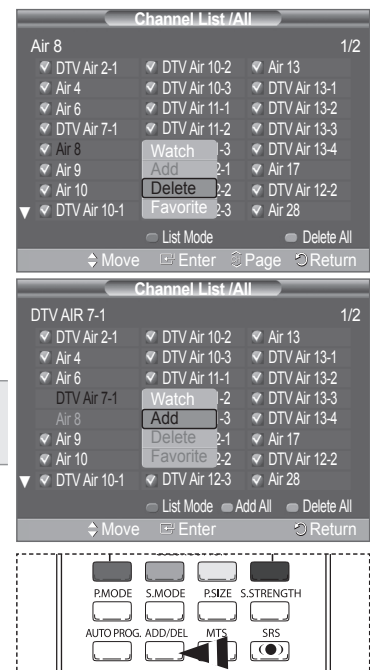 Channel List /All
Air 8 1/2
DTV Air 2-1 DTV Air 10-2 Air 13
Air 4 DTV Air 10-3 DTV Air 13-1
Air 6 DTV Air 11-1 DTV Air 13-2
DTV Air 7-1 DTV Air 11-2 DTV Air 13-3
Air 8 Watch -3 DTV Air 13-4
Air 9 Add 2-1 Air 17
Air 10 Delete 2-2 DTV Air 12-2
DTV Air 10-1 Favorite 2-3 Air 28
List Mode Delete All
Move Enter Page Return
Channel List /All
DTV AIR 7-1 1/2
DTV Air 2-1 DTV Air 10-2 Air 13
Air 4 DTV Air 10-3 DTV Air 13-1
Air 6 DTV Air 11-1 DTV Air 13-2
DTV Air 7-1 Watch -2 DTV Air 13-3
Air 8 Add -3 DTV Air 13-4
Air 9 Delete 2-1 Air 17
Air 10 Favorite 2-2 DTV Air 12-2
DTV Air 10-1 DTV Air 12-3 Air 28
List Mode Add All Delete All
Move Enter Return
P.MODE S.MODE P.SIZE S.STRENGTH
AUTO PROG. ADD/DEL MTS SRS